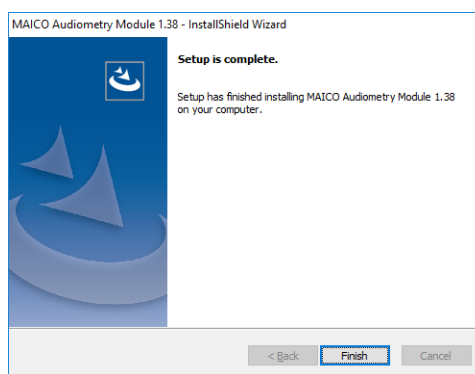 MAICO Audiometry Module 1.38 - InstallShield Wizard
Setup is complete.
Setup has finished installing MAICO Audiometry Module 1.38
on your computer.
< Back
Finish
Cancel